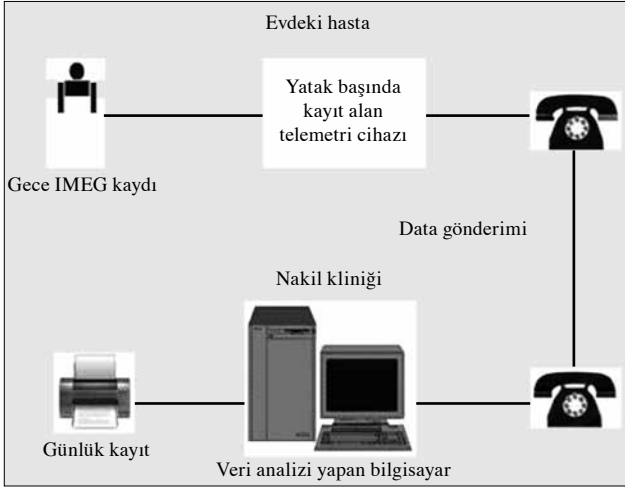 Evdeki hasta
Yatak başında
kayıt alan
telemetri cihazı
Gece IMEG kaydı
Data gönderimi
Nakil kliniği
Günlük kayıt
Veri analizi yapan bilgisayar